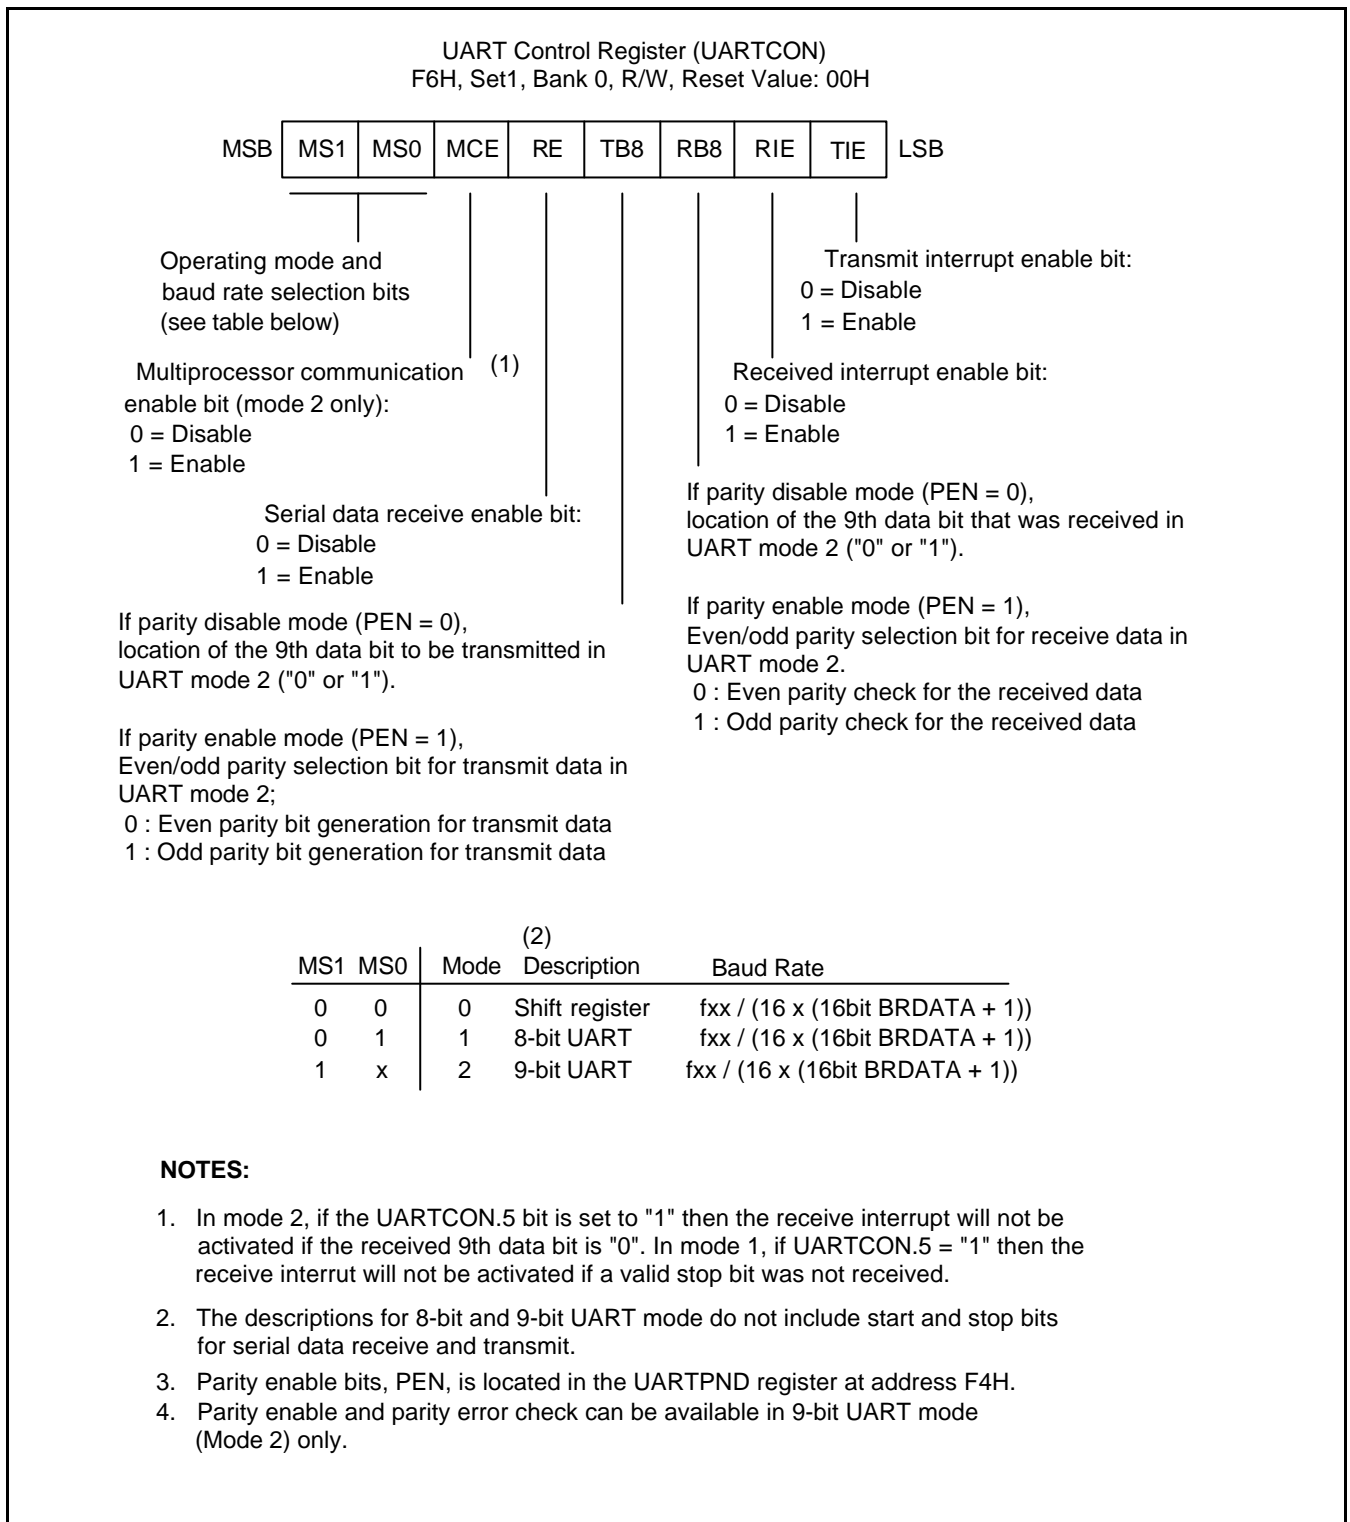 UART Control Register (UARTCON)
F6H, Set1, Bank 0, R/W, Reset Value: 00H
MSB MS1 MS0 MCE RE TB8 RB8 RIE TIE LSB
Operating mode and
baud rate selection bits
(see table below)
Transmit interrupt enable bit:
0 = Disable
1 = Enable
Multiprocessor communication (1)
enable bit (mode 2 only):
0 = Disable
1 = Enable
Received interrupt enable bit:
0 = Disable
1 = Enable
Serial data receive enable bit:
0 = Disable
1 = Enable
If parity disable mode (PEN = 0),
location of the 9th data bit that was received in
UART mode 2 ("0" or "1").
If parity enable mode (PEN = 1),
Even/odd parity selection bit for receive data in
UART mode 2.
0 : Even parity check for the received data
1 : Odd parity check for the received data
If parity disable mode (PEN = 0),
location of the 9th data bit to be transmitted in
UART mode 2 ("0" or "1").
If parity enable mode (PEN = 1),
Even/odd parity selection bit for transmit data in
UART mode 2;
0 : Even parity bit generation for transmit data
1 : Odd parity bit generation for transmit data
(2)
MS1 MS0 Mode Description Baud Rate
0 0 0 Shift register fxx / (16 x (16bit BRDATA + 1))
0 1 1 8-bit UART fxx / (16 x (16bit BRDATA + 1))
1 x 2 9-bit UART fxx / (16 x (16bit BRDATA + 1))
NOTES:
1. In mode 2, if the UARTCON.5 bit is set to "1" then the receive interrupt will not be
activated if the received 9th data bit is "0". In mode 1, if UARTCON.5 = "1" then the
receive interrut will not be activated if a valid stop bit was not received.
2. The descriptions for 8-bit and 9-bit UART mode do not include start and stop bits
for serial data receive and transmit.
3. Parity enable bits, PEN, is located in the UARTPND register at address F4H.
4. Parity enable and parity error check can be available in 9-bit UART mode
(Mode 2) only.